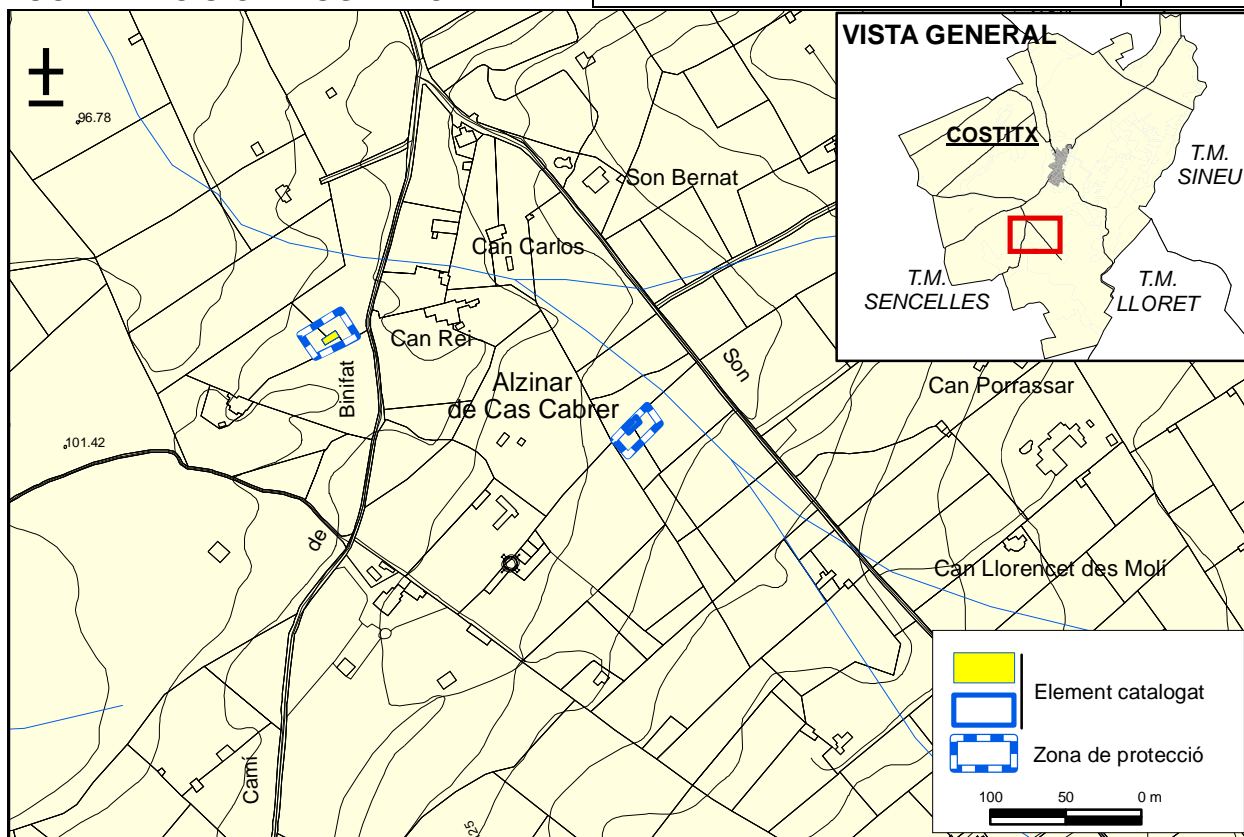 VISTA GENERAL
COSTITX
T.M.
SINEU
T.M.
SENCELLES
T.M.
LLORET
96.78
Son Bernat
Can Carlos
Can Rei
Binifat
Alzinar
de Cas Cabrer
Son
Can Porrassar
101.42
de
Can Llorencet des Molí
Camí
25
Element catalogat
Zona de protecció
100 50 0 m